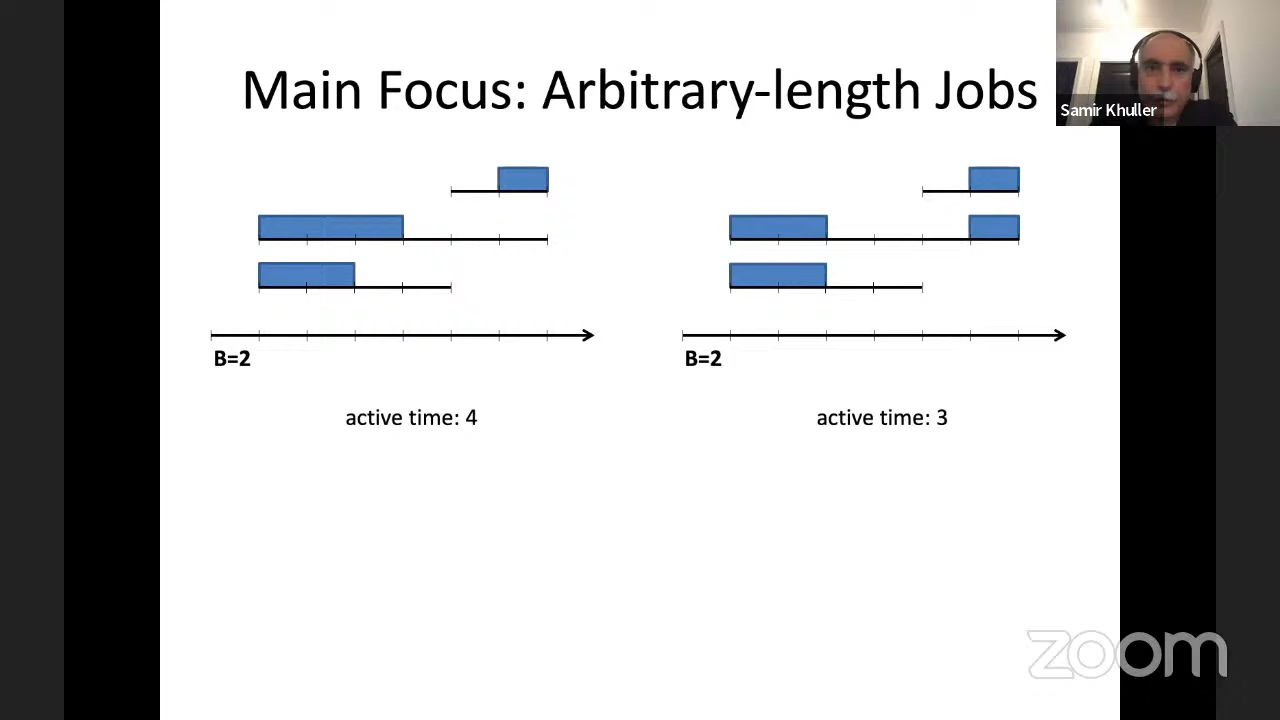 Main Focus: Arbitrary-length Jobs
Samir Khuller
B=2
B=2
active time: 4
active time: 3
zoom